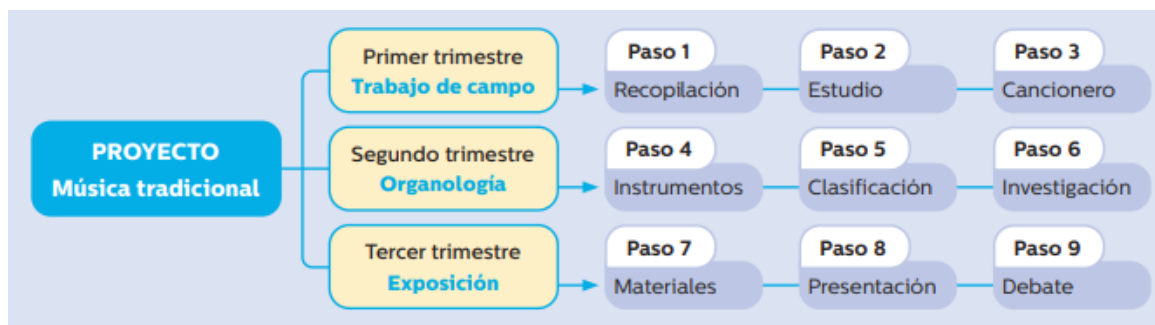 PROYECTO
Música tradicional
Primer trimestre
Trabajo de campo
Paso 1
Recopilación
Paso 2
Estudio
Paso 3
Cancionero
Segundo trimestre
Organología
Paso 4
Instrumentos
Paso 5
Clasificación
Paso 6
Investigación
Tercer trimestre
Exposición
Paso 7
Materiales
Paso 8
Presentación
Paso 9
Debate